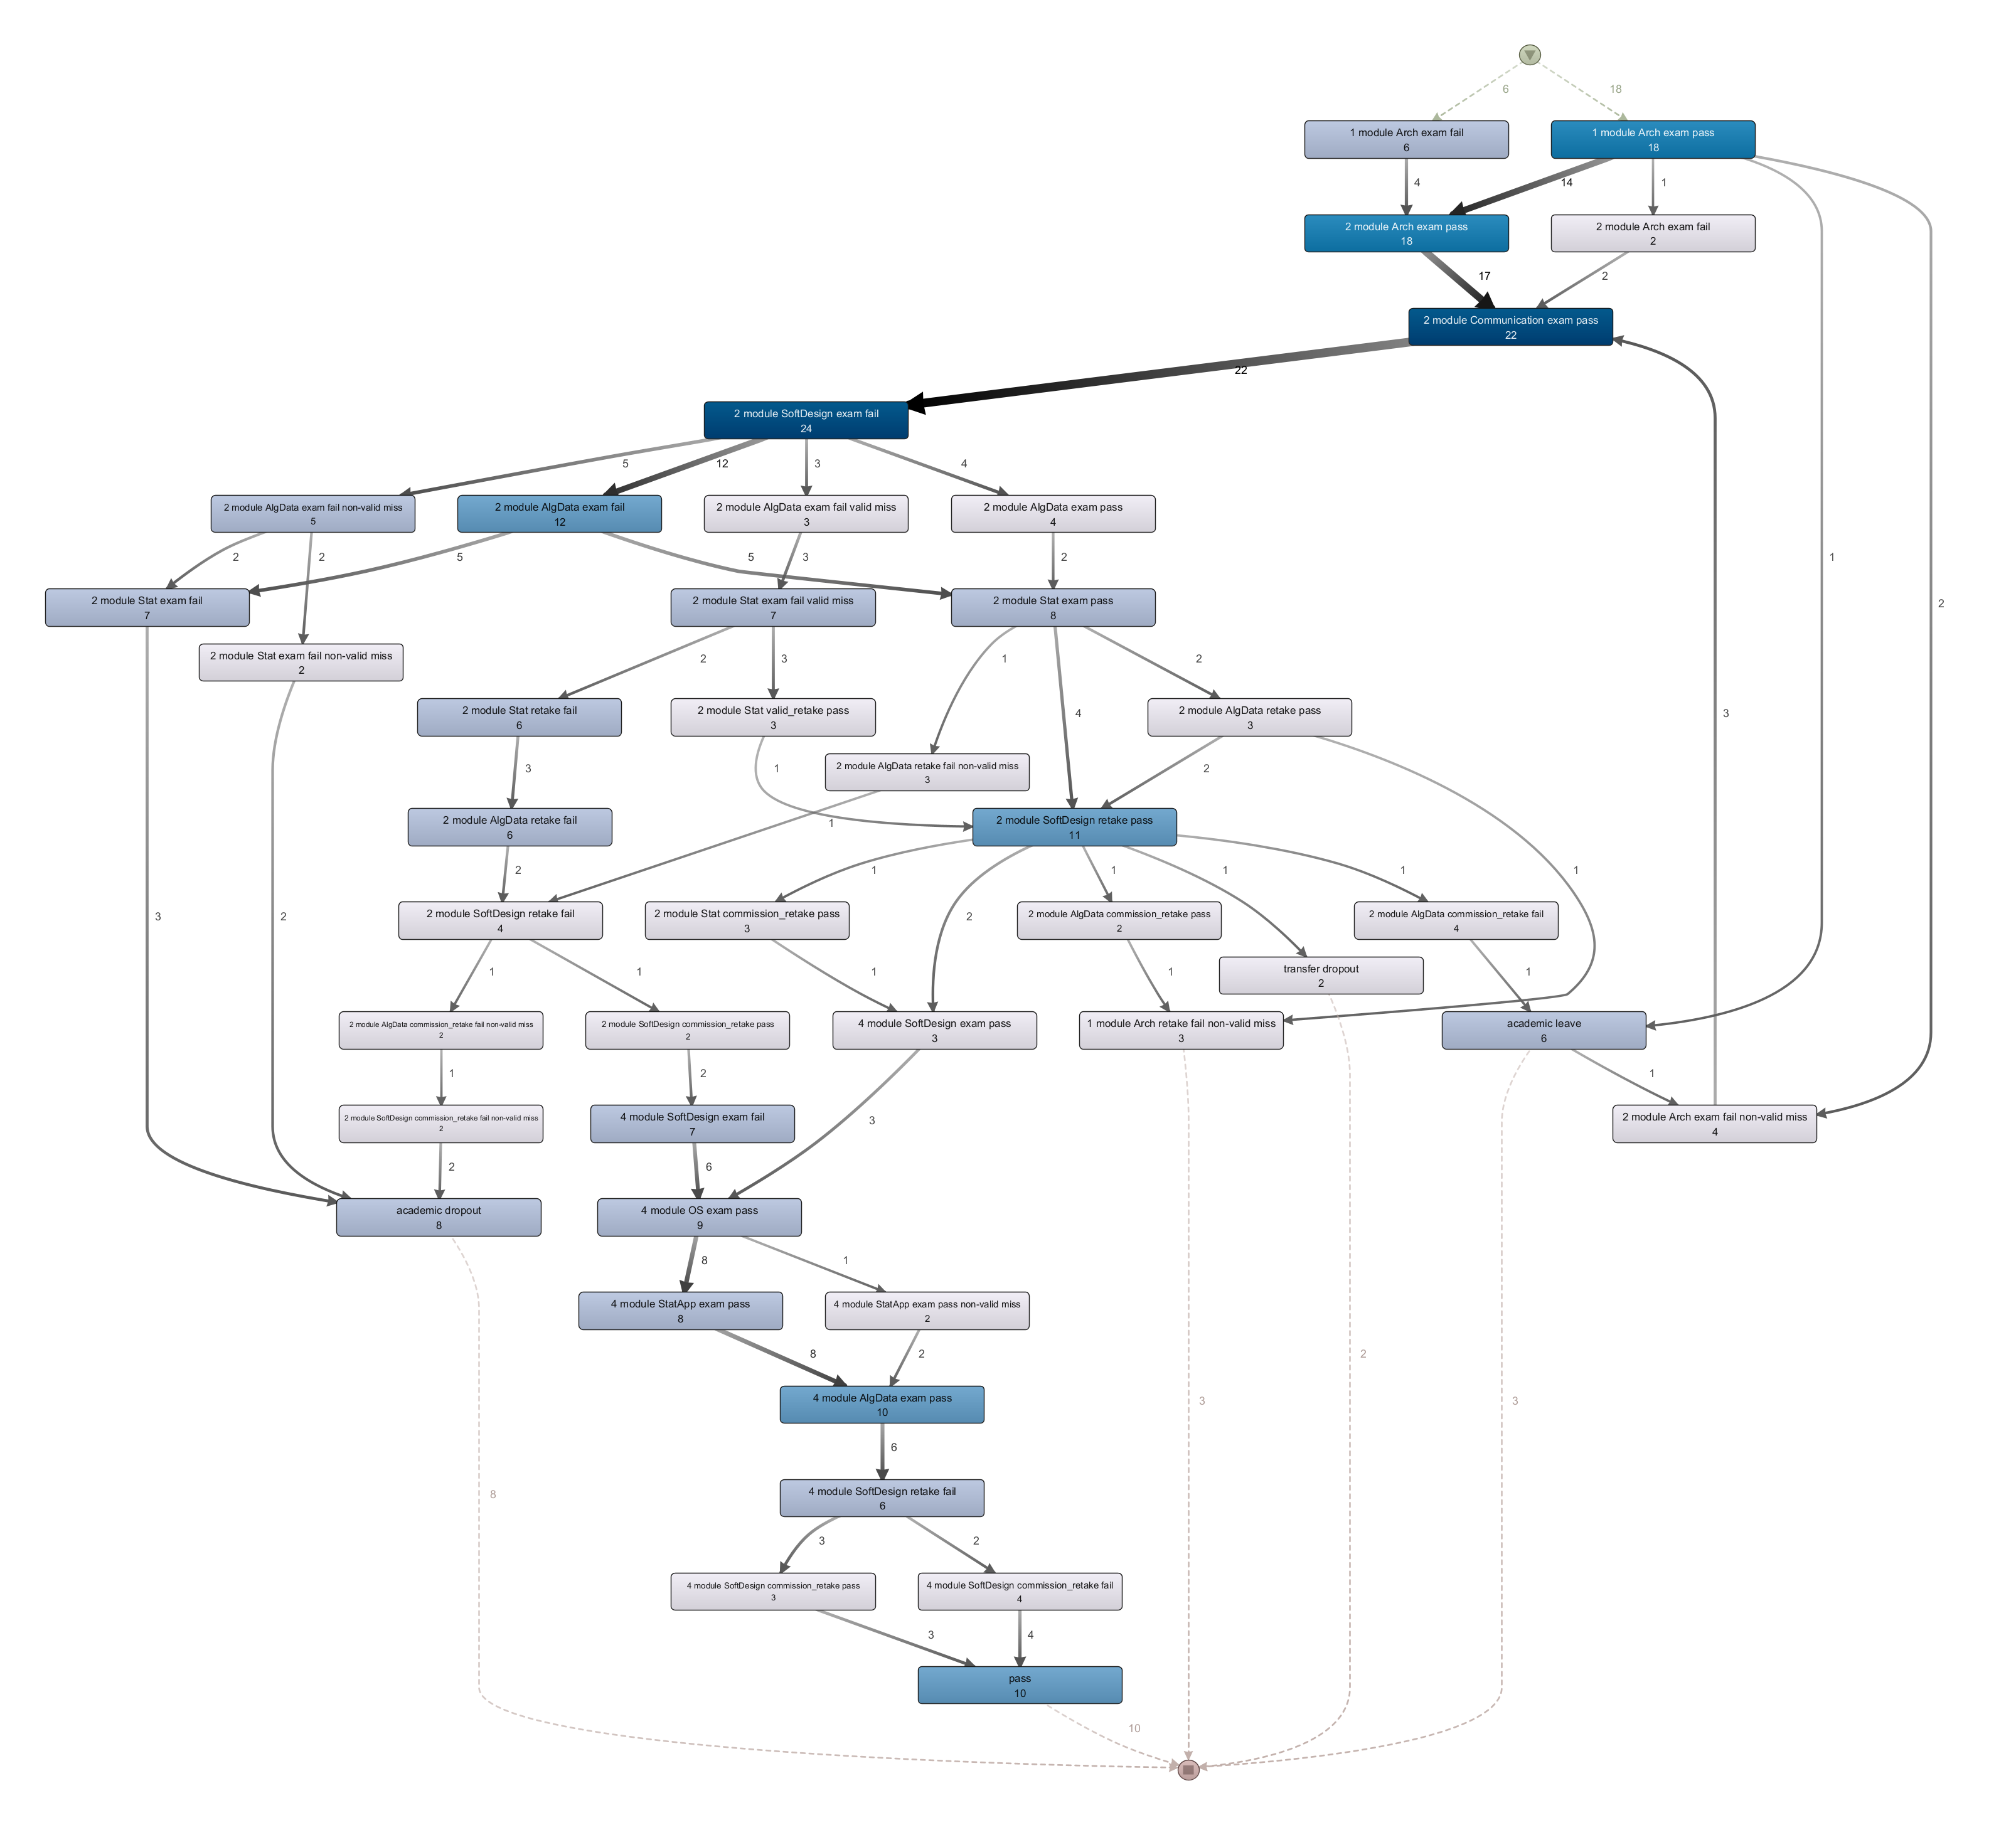 6
18
1 module Arch exam fail
6
1 module Arch exam pass
18
4
14
1
2 module Arch exam pass
18
2 module Arch exam fail
2
17
2
2 module Communication exam pass
22
22
2 module SoftDesign exam fail
24
5
12
3
4
2 module AlgData exam fail non-valid miss
5
2 module AlgData exam fail
12
2 module AlgData exam fail valid miss
3
2 module AlgData exam pass
4
2
2
5
5
3
2
1
2 module Stat exam fail
7
2 module Stat exam fail valid miss
7
2 module Stat exam pass
8
2
2 module Stat exam fail non-valid miss
2
2
3
1
2
2 module Stat retake fail
6
2 module Stat valid_retake pass
3
4
2 module AlgData retake pass
3
3
3
1
2 module AlgData retake fail non-valid miss
3
2
2 module AlgData retake fail
6
1
2 module SoftDesign retake pass
11
2
1
1
1
1
1
2 module SoftDesign retake fail
4
2 module Stat commission_retake pass
3
2 module AlgData commission_retake pass
2
2 module AlgData commission_retake fail
4
3
2
2
1
1
1
1
1
transfer dropout
2
2 module AlgData commission_retake fail non-valid miss
2
2 module SoftDesign commission_retake pass
2
4 module SoftDesign exam pass
3
1 module Arch retake fail non-valid miss
3
academic leave
6
1
2
1
2 module SoftDesign commission_retake fail non-valid miss
2
4 module SoftDesign exam fail
7
3
2 module Arch exam fail non-valid miss
4
2
6
academic dropout
8
4 module OS exam pass
9
8
1
4 module StatApp exam pass
8
4 module StatApp exam pass non-valid miss
2
8
2
2
4 module AlgData exam pass
10
3
3
6
8
4 module SoftDesign retake fail
6
3
2
4 module SoftDesign commission_retake pass
3
4 module SoftDesign commission_retake fail
4
3
4
pass
10
10